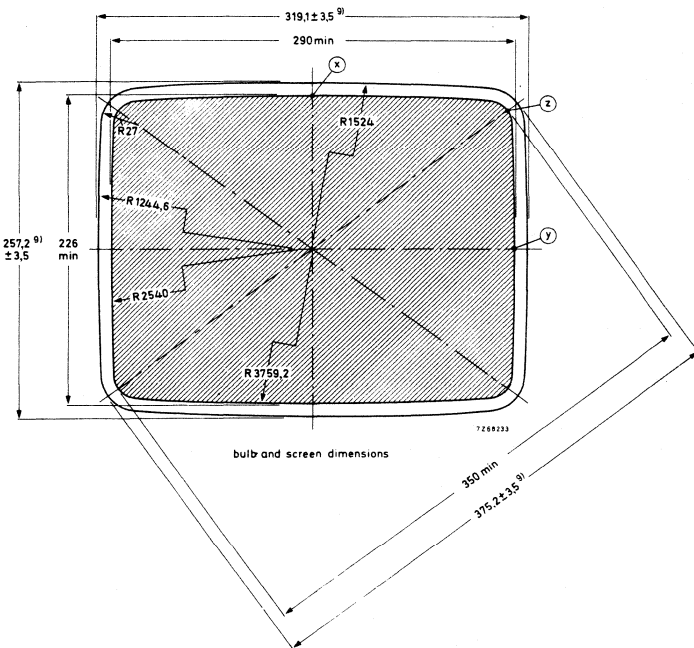 319,1 ± 3,5 9)
290 min
x
z
R1524
R27
R1244,6
y
257,2 9)
± 3,5
226
min
R 2540
R 3759,2
7Z68233
bulb and screen dimensions
350 min
375,2 ± 3,5 9)